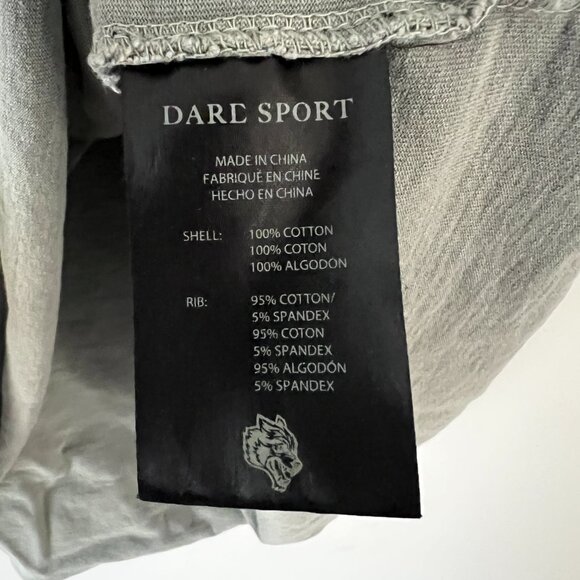 DARE SPORT
MADE IN CHINA
FABRIQUÉ EN CHINE
HECHO EN CHINA
SHELL: 100% COTTON
100% COTON
100% ALGODON
RIB: 95% COTTON/
5% SPANDEX
95% COTON
5% SPANDEX
95% ALGODÓN
5% SPANDEX